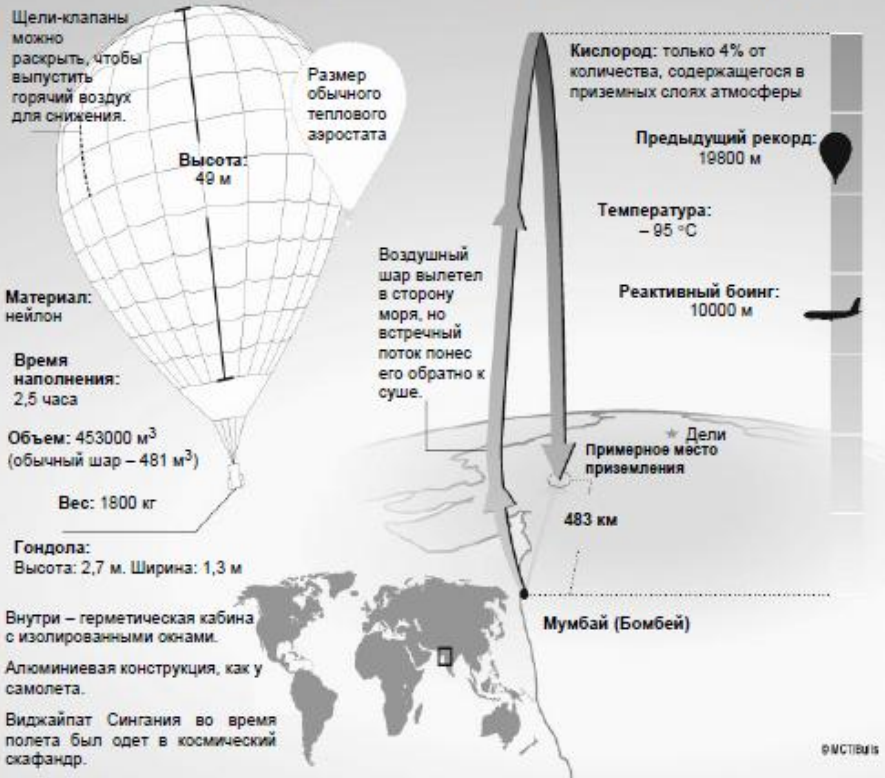 Щели-клапаны
можно
раскрыть, чтобы
выпустить
горячий воздух
для снижения.
Размер
обычного
теплового
аэростата
Высота:
49 м
Материал:
нейлон
Время
наполнения:
2,5 часа
Объем: 453000 м³
(обычный шар – 481 м³)
Вес: 1800 кг
Гондола:
Высота: 2,7 м. Ширина: 1,3 м
Внутри – герметическая кабина
с изолированными окнами.
Алюминиевая конструкция, как у
самолета.
Виджайпат Сингания во время
полета был одет в космический
скафандр.
Воздушный
шар вылетел
в сторону
моря, но
встречный
поток понес
его обратно к
суше.
Кислород: только 4% от
количества, содержащегося в
приземных слоях атмосферы
Предыдущий рекорд:
19800 м
Температура:
– 95 °C
Реактивный боинг:
10000 м
Дели
Примерное место
приземления
483 км
Мумбай (Бомбей)
© MCT/Bulls